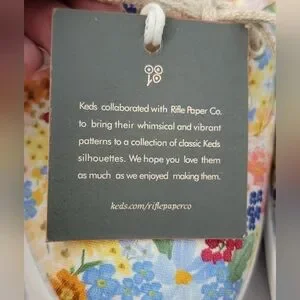 Keds collaborated with Rifle Paper Co.
to bring their whimsical and vibrant
patterns to a collection of classic Keds
silhouettes. We hope you love them
as much as we enjoyed making them.
keds.com/riflepaperco